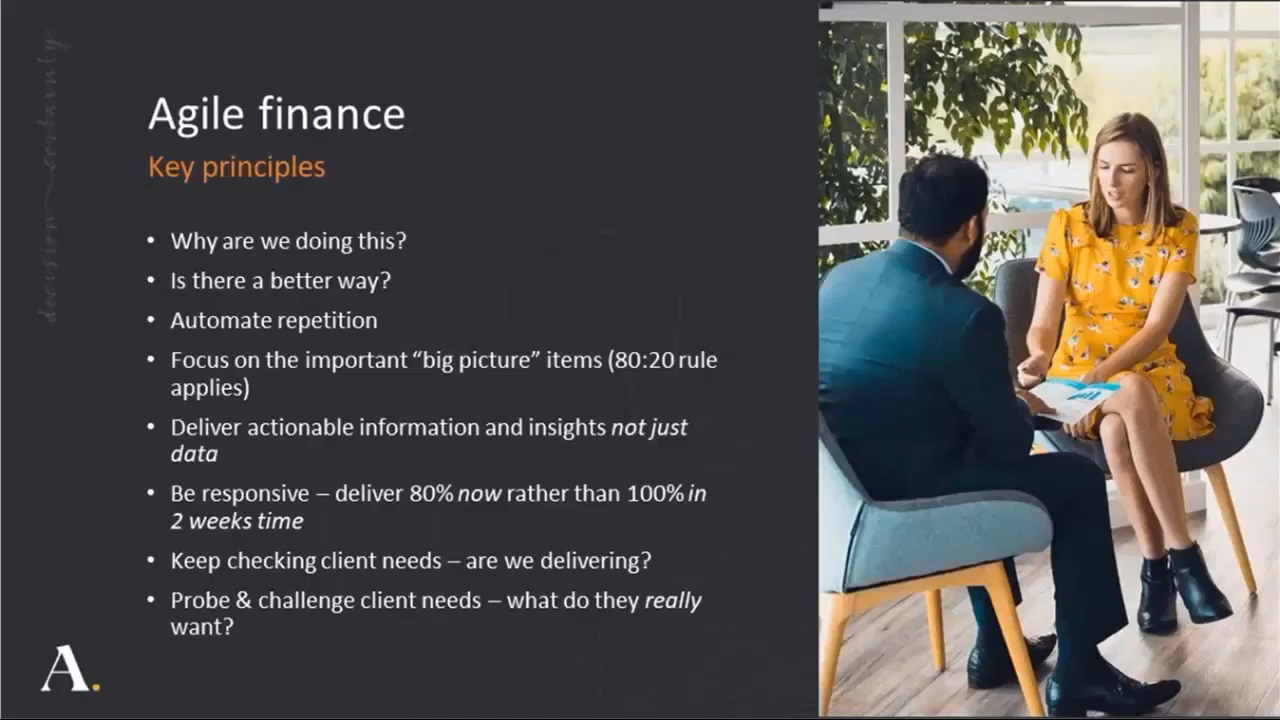 decision certainty
Agile finance
Key principles
• Why are we doing this?
• Is there a better way?
• Automate repetition
• Focus on the important “big picture” items (80:20 rule
applies)
• Deliver actionable information and insights not just
data
• Be responsive – deliver 80% now rather than 100% in
2 weeks time
• Keep checking client needs – are we delivering?
• Probe & challenge client needs – what do they really
want?
A.